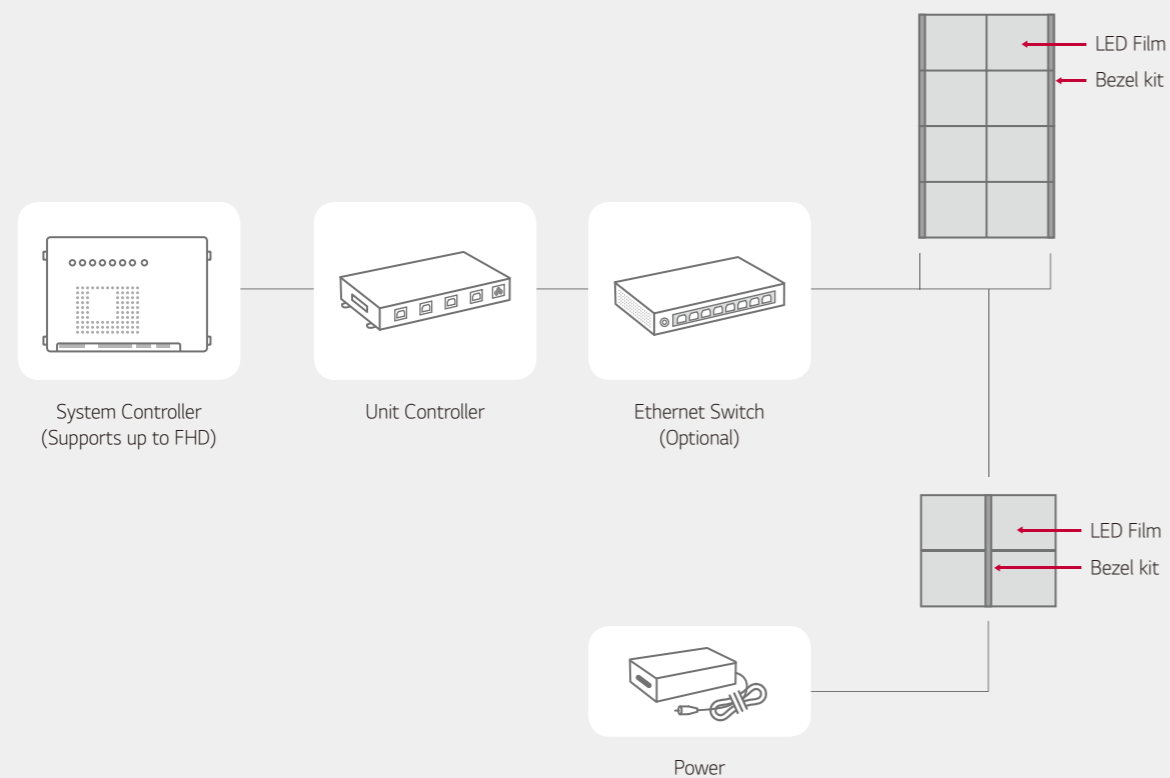 LED Film
Bezel kit
System Controller
(Supports up to FHD)
Unit Controller
Ethernet Switch
(Optional)
LED Film
Bezel kit
Power